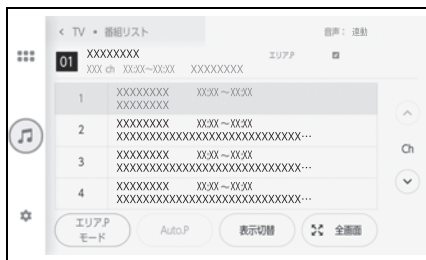 < TV • 番組リスト 音声： 連動
01 XXXXXXXX エリアP
XXX ch XX:XX～XX:XX XXXXXXXX
1 XXXXXXXX XX:XX～XX:XX
XXXXXXXX
2 XXXXXXXX XX:XX～XX:XX
XXXXXXXXXXXXXXXXXXXXXXXXXXXX…
3 XXXXXXXX XX:XX～XX:XX
XXXXXXXXXXXXXXXXXXXXXXXXXXXX…
Ch
4 XXXXXXXX XX:XX～XX:XX
XXXXXXXXXXXXXXXXXXXXXXXXXXXX…
エリア.P
モード
Auto.P
表示切替
全画面